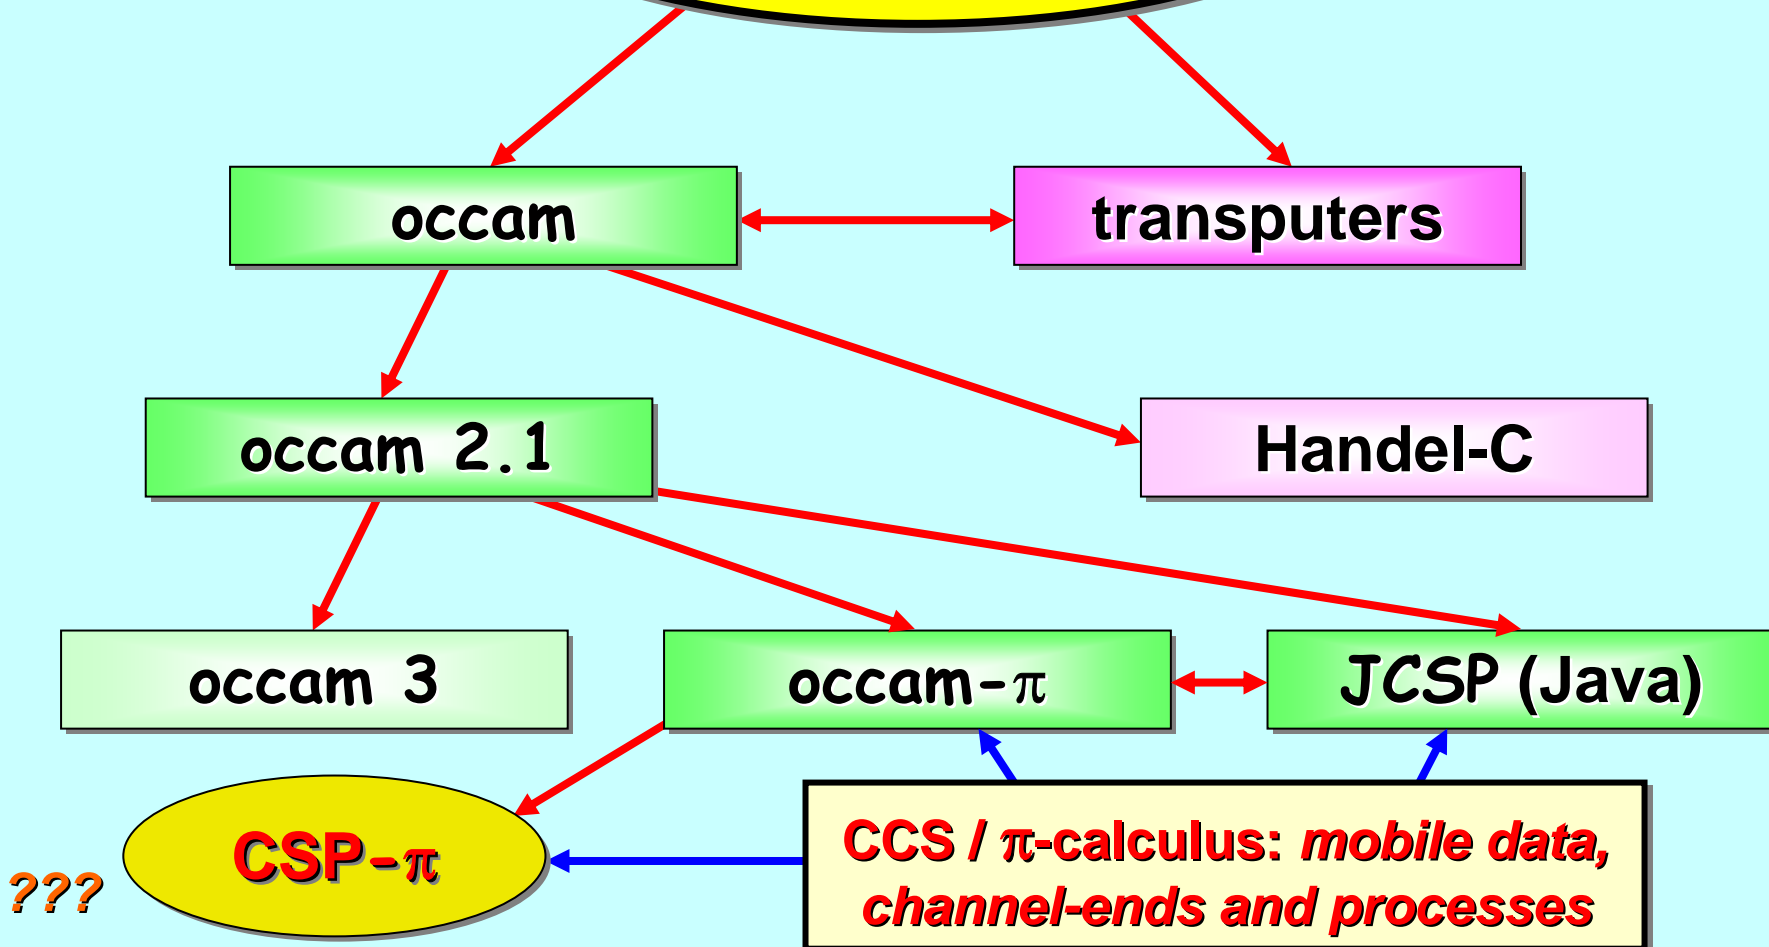 occam
transputers
occam 2.1
Handel-C
occam 3
occam-π
JCSP (Java)
CSP-π
???
CCS / π-calculus: mobile data,
channel-ends and processes